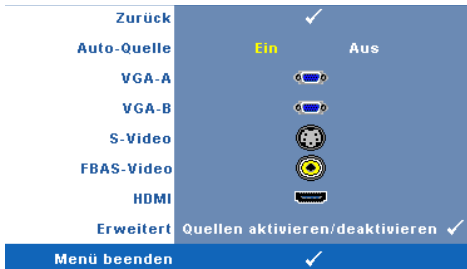 Zurück
Auto-Quelle Ein Aus
VGA-A
VGA-B
S-Video
FBAS-Video
HDMI
Erweitert Quellen aktivieren/deaktivieren
Menü beenden